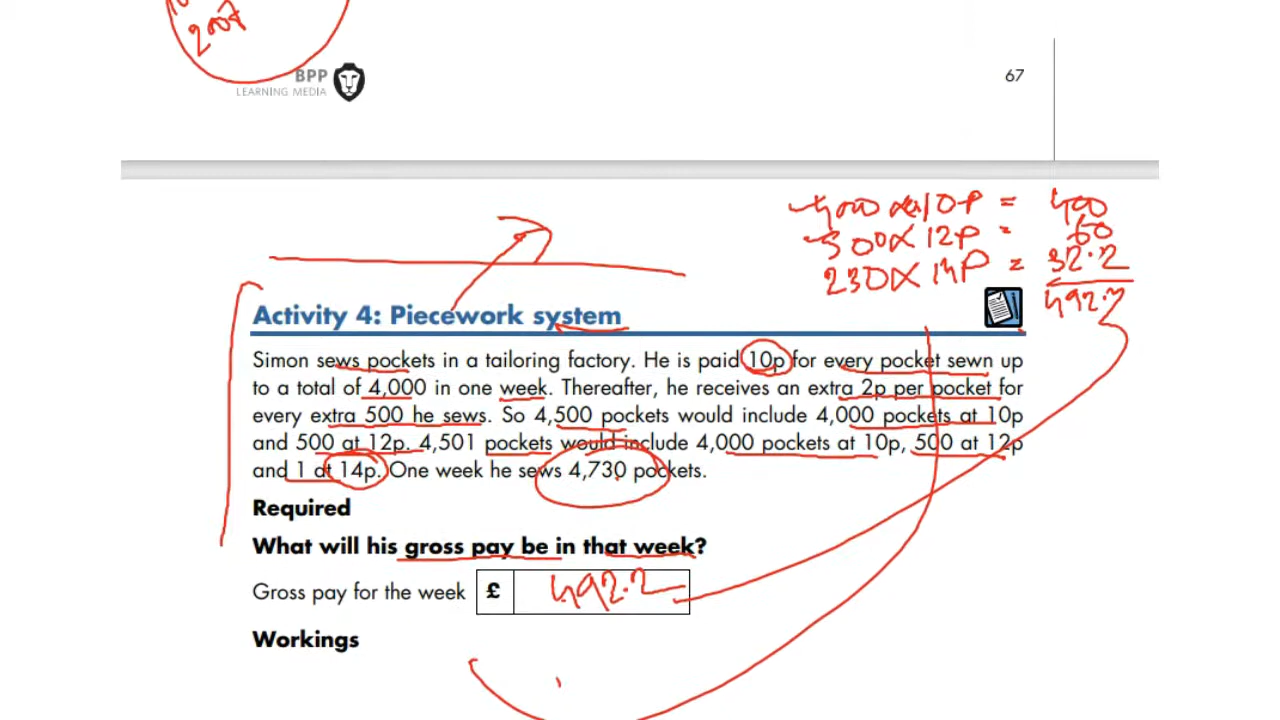 200
BPP
LEARNING MEDIA
67
4000 x 10P = 400
500 x 12P = 60
230 x 14P = 32.2
492.2
Activity 4: Piecework system
Simon sews pockets in a tailoring factory. He is paid 10p for every pocket sewn up
to a total of 4,000 in one week. Thereafter, he receives an extra 2p per pocket for
every extra 500 he sews. So 4,500 pockets would include 4,000 pockets at 10p
and 500 at 12p. 4,501 pockets would include 4,000 pockets at 10p, 500 at 12p
and 1 at 14p. One week he sews 4,730 pockets.
Required
What will his gross pay be in that week?
Gross pay for the week £ 492.2
Workings